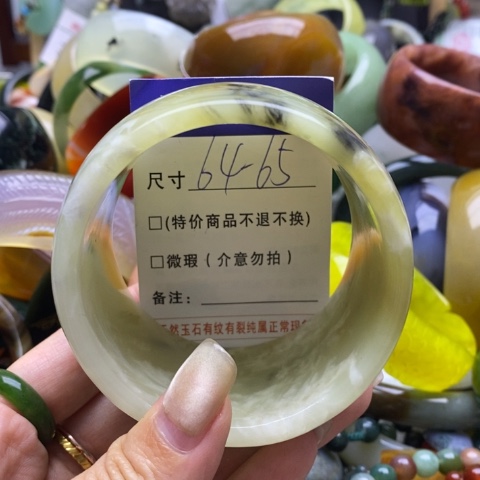 尺寸 64-65
□(特价商品不退不换)
□微瑕(介意勿拍)
备注:
然玉石有纹有裂纯属正常现